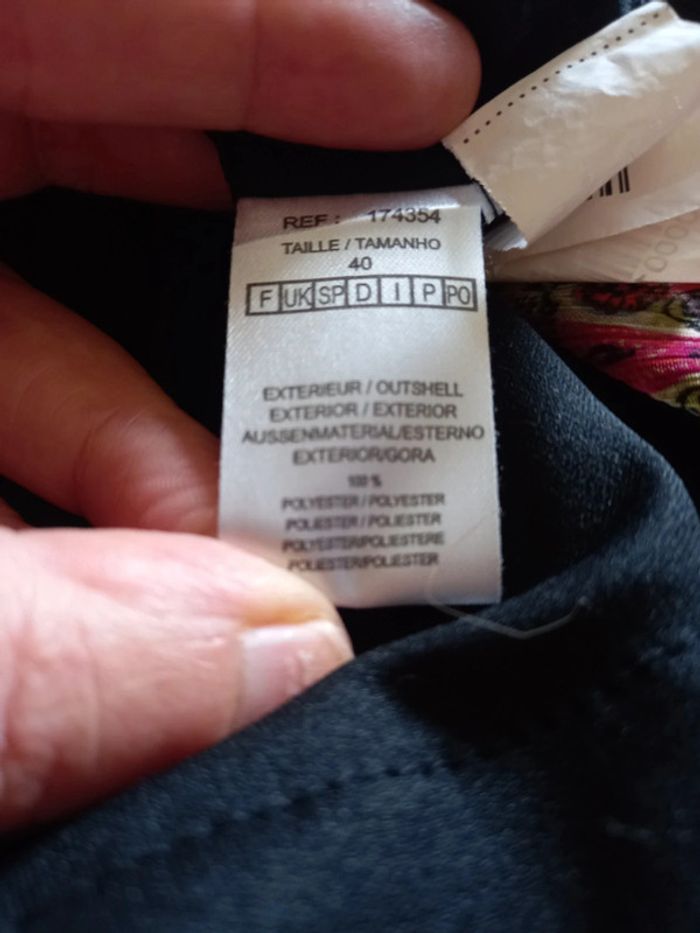 REF : 174354
TAILLE / TAMANHO
40
F UK SP D I P PO
EXTERIEUR / OUTSHELL
EXTERIOR / EXTERIOR
AUSSENMATERIAL/ESTERNO
EXTERIOR/GORA
100 %
POLYESTER / POLYESTER
POLIESTER / POLIESTER
POLYESTER/POLIESTERE
POLIESTER/POLIESTER